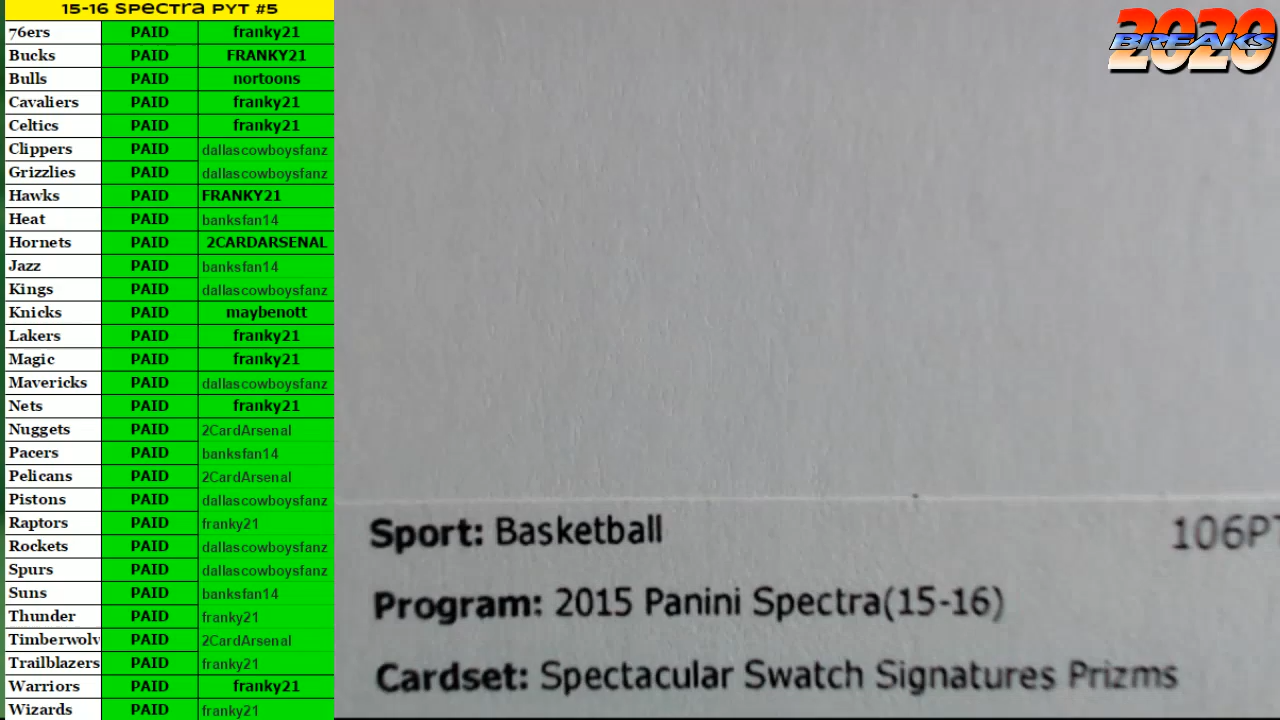 15-16 Spectra PYT #5
76ers PAID franky21
Bucks PAID FRANKY21
Bulls PAID nortoons
Cavaliers PAID franky21
Celtics PAID franky21
Clippers PAID dallascowboysfanz
Grizzlies PAID dallascowboysfanz
Hawks PAID FRANKY21
Heat PAID banksfan14
Hornets PAID 2CARDARSENAL
Jazz PAID banksfan14
Kings PAID dallascowboysfanz
Knicks PAID maybenott
Lakers PAID franky21
Magic PAID franky21
Mavericks PAID dallascowboysfanz
Nets PAID franky21
Nuggets PAID 2CardArsenal
Pacers PAID banksfan14
Pelicans PAID 2CardArsenal
Pistons PAID dallascowboysfanz
Raptors PAID franky21
Rockets PAID dallascowboysfanz
Spurs PAID dallascowboysfanz
Suns PAID banksfan14
Thunder PAID franky21
Timberwolv PAID 2CardArsenal
Trailblazers PAID franky21
Warriors PAID franky21
Wizards PAID franky21
2020
BREAKS
Sport: Basketball 106PT
Program: 2015 Panini Spectra(15-16)
Cardset: Spectacular Swatch Signatures Prizms